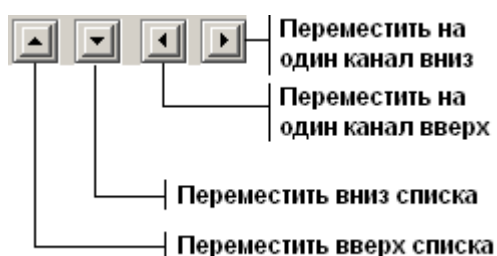 Переместить на
один канал вниз
Переместить на
один канал вверх
Переместить вниз списка
Переместить вверх списка